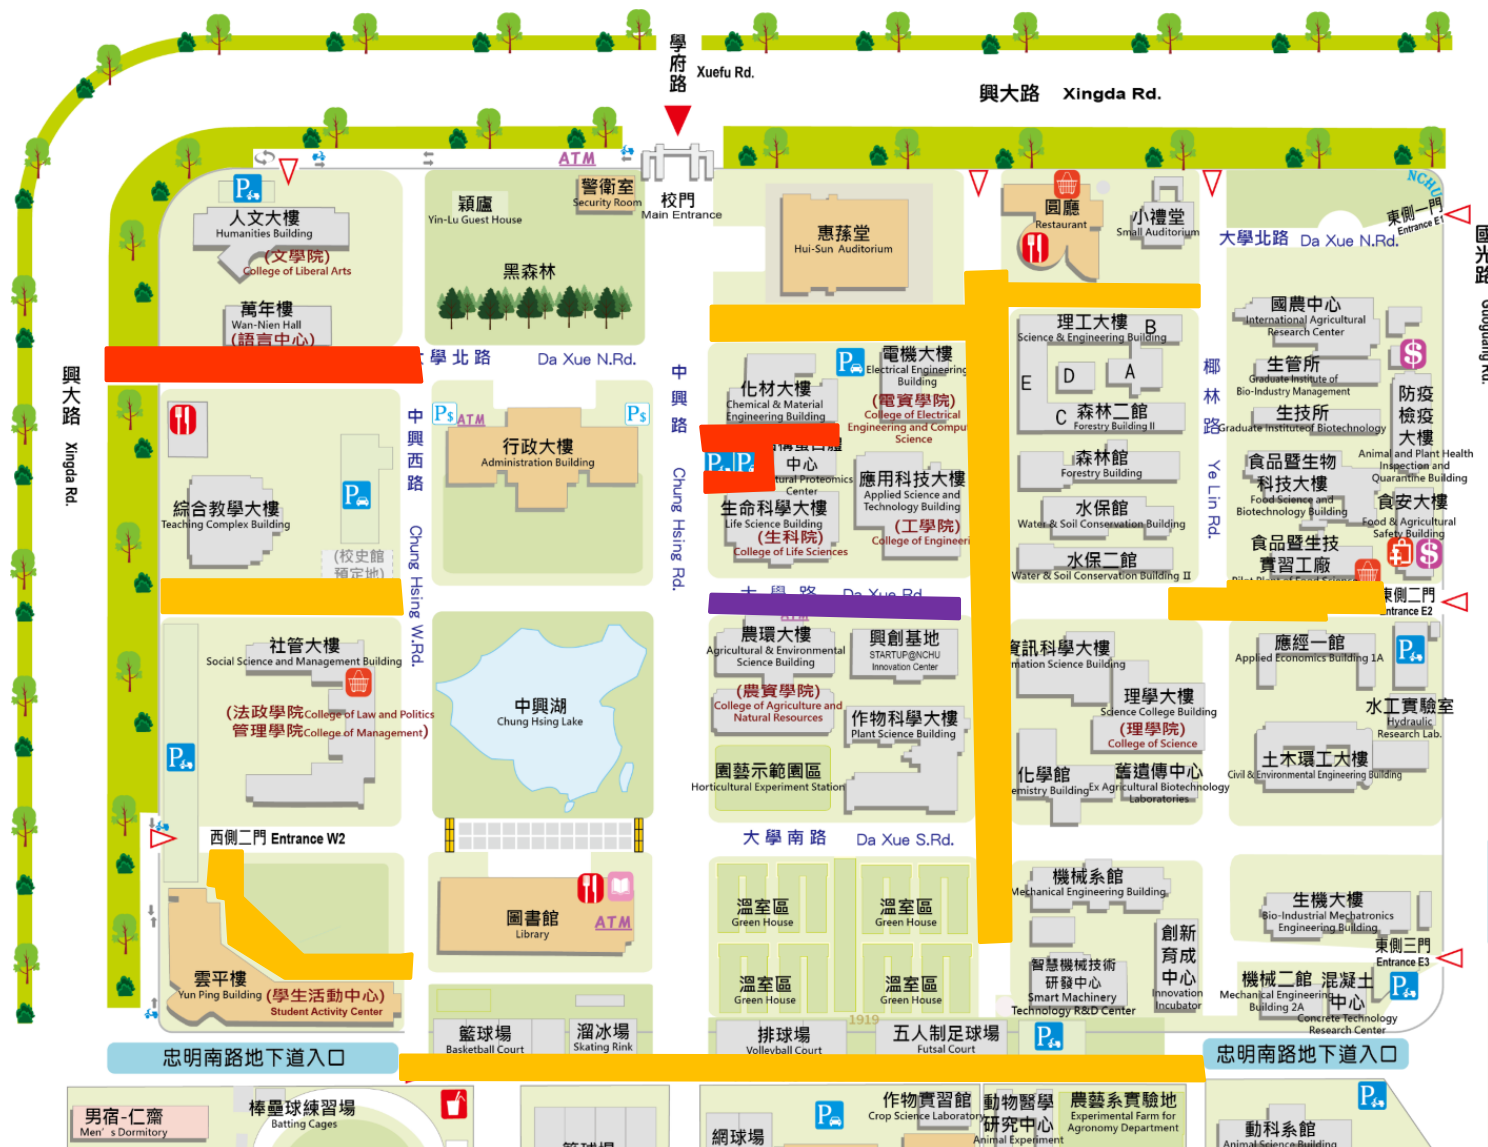 學府路
Xuefu Rd.
興大路 Xingda Rd.
ATM
校門
Main Entrance
人文大樓
Humanities Building
(文學院)
College of Liberal Arts
萬年樓
Wan-Nien Hall
(語言中心)
穎廬
Yin-Lu Guest House
警衛室
Security Room
黑森林
惠蓀堂
Hui-Sun Auditorium
圓廳
Restaurant
小禮堂
Small Auditorium
NCHU
東側一門
Entrance E1
大學北路 Da Xue N.Rd.
國光路
Guoguang Rd.
興大路
Xingda Rd.
學北路 Da Xue N.Rd.
中興西路
Chung Hsing W.Rd.
中興路
Chung Hsing Rd.
椰林路
Ye Lin Rd.
P$
ATM
P$
行政大樓
Administration Building
綜合教學大樓
Teaching Complex Building
(校史館
預定地)
化材大樓
Chemical & Material
Engineering Building
電機大樓
Electrical Engineering
Building
(電資學院)
College of Electrical
Engineering and Compu
Science
中心
tural Proteomics
Center
應用科技大樓
Applied Science and
Technology Building
(工學院)
College of Engineeri
生命科學大樓
Life Science Building
(生科院)
College of Life Sciences
理工大樓
Science & Engineering Building
A
B
C
D
E
森林二館
Forestry Building II
森林館
Forestry Building
水保館
Water & Soil Conservation Building
水保二館
Water & Soil Conservation Building II
國農中心
International Agricultural
Research Center
生管所
Graduate Institute of
Bio-Industry Management
生技所
Graduate Institute of Biotechnology
食品暨生物
科技大樓
Food Science and
Biotechnology Building
防疫
檢疫
大樓
Animal and Plant Health
Inspection and
Quarantine Building
食安大樓
Food & Agricultural
Safety Building
食品暨生技
實習工廠
東側二門
Entrance E2
大學路 Da Xue Rd.
社管大樓
Social Science and Management Building
(法政學院College of Law and Politics
管理學院College of Management)
中興湖
Chung Hsing Lake
農環大樓
Agricultural & Environmental
Science Building
(農資學院)
College of Agriculture and
Natural Resources
興創基地
STARTUP@NCHU
Innovation Center
作物科學大樓
Plant Science Building
園藝示範園區
Horticultural Experiment Station
資訊科學大樓
mation Science Building
理學大樓
Science College Building
(理學院)
College of Science
化學館
emistry Building
舊遺傳中心
Ex Agricultural Biotechnology
Laboratories
應經一館
Applied Economics Building 1A
水工實驗室
Hydraulic
Research Lab.
土木環工大樓
Civil & Environmental Engineering Building
西側二門 Entrance W2
大學南路 Da Xue S.Rd.
圖書館
Library
ATM
溫室區
Green House
溫室區
Green House
溫室區
Green House
溫室區
Green House
機械系館
Mechanical Engineering Building
智慧機械技術
研發中心
Smart Machinery
Technology R&D Center
創新
育成
中心
Innovation
Incubator
生機大樓
Bio-Industrial Mechatronics
Engineering Building
東側三門
Entrance E3
機械二館
Mechanical Engineering
Building 2A
混凝土
中心
Concrete Technology
Research Center
雲平樓
Yun Ping Building
(學生活動中心)
Student Activity Center
1919
籃球場
Basketball Court
溜冰場
Skating Rink
排球場
Volleyball Court
五人制足球場
Futsal Court
忠明南路地下道入口
忠明南路地下道入口
男宿-仁齋
Men's Dormitory
棒壘球練習場
Batting Cages
籃球場
網球場
作物實習館
Crop Science Laboratory
動物醫學
研究中心
Animal Experiment
農藝系實驗地
Experimental Farm for
Agronomy Department
動科系館
Animal Science Building